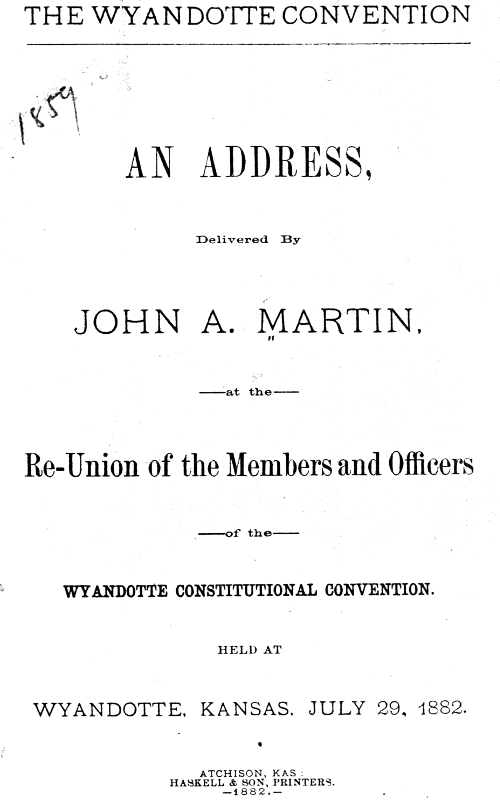 THE WYANDOTTE CONVENTION
1859
AN ADDRESS,
Delivered By
JOHN A. MARTIN,
—at the—
Re-Union of the Members and Officers
—of the—
WYANDOTTE CONSTITUTIONAL CONVENTION.
HELD AT
WYANDOTTE, KANSAS, JULY 29, 1882.
ATCHISON, KAS:
HASKELL & SON, PRINTERS.
—1882.—